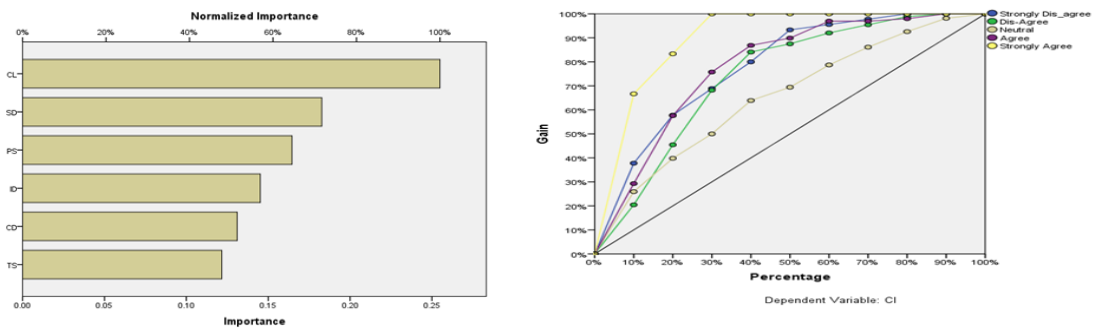 Normalized Importance
0% 20% 40% 60% 80% 100%
CL
SD
PS
ID
CD
TS
0.00 0.05 0.10 0.15 0.20 0.25
Importance
Gain
100%
90%
80%
70%
60%
50%
40%
30%
20%
10%
0%
0% 10% 20% 30% 40% 50% 60% 70% 80% 90% 100%
Percentage
Dependent Variable: CI
Strongly Dis_agree
Dis-Agree
Neutral
Agree
Strongly Agree